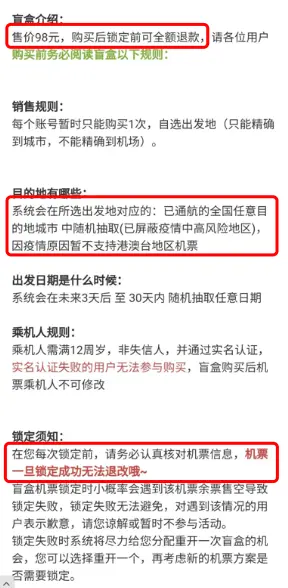 盲盒介绍：
售价98元，购买后锁定前可全额退款，请各位用户
购买前务必阅读盲盒以下规则：
销售规则：
每个账号暂时只能购买1次，自选出发地（只能精确
到城市，不能精确到机场）。
目的地有哪些：
系统会在所选出发地对应的：已通航的全国任意目
的地城市 中随机抽取(已屏蔽疫情中高风险地区)，
因疫情原因暂不支持港澳台地区机票
出发日期是什么时候：
系统会在未来3天后 至 30天内 随机抽取任意日期
乘机人规则：
乘机人需满12周岁，非失信人，并通过实名认证，
实名认证失败的用户无法参与购买，盲盒购买后机
票乘机人不可修改
锁定须知：
在您每次锁定前，请务必认真核对机票信息，机票
一旦锁定成功无法退改哦~
盲盒机票锁定时小概率会遇到该机票余票售空导致
锁定失败，锁定失败无法避免，对遇到该情况的用
户表示歉意，请您谅解或暂时不参与活动。
锁定失败时系统将尽力给您分配重开一次盲盒的机
会，您可以选择重开一个，再考虑新的机票方案是
否需要锁定。